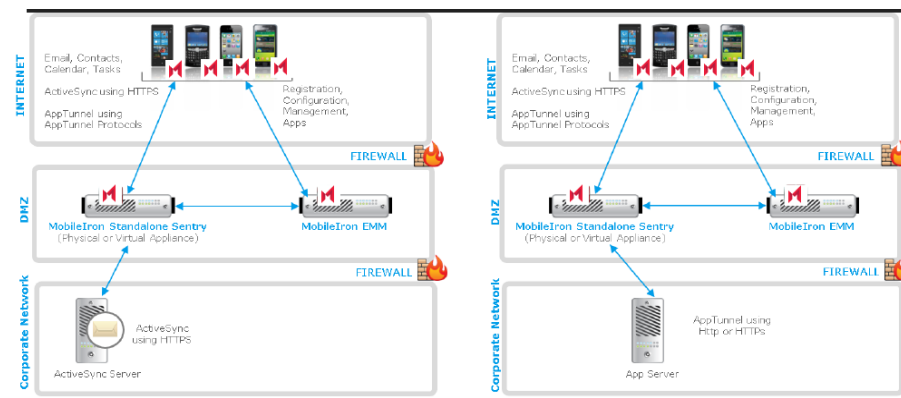 INTERNET
Email, Contacts,
Calendar, Tasks
ActiveSync using HTTPS
AppTunnel using
AppTunnel Protocols
Registration,
Configuration,
Management,
Apps
FIREWALL
DMZ
MobileIron Standalone Sentry
(Physical or Virtual Appliance)
MobileIron EMM
FIREWALL
Corporate Network
ActiveSync
using HTTPS
ActiveSync Server
INTERNET
Email, Contacts,
Calendar, Tasks
ActiveSync using HTTPS
AppTunnel using
AppTunnel Protocols
Registration,
Configuration,
Management,
Apps
FIREWALL
DMZ
MobileIron Standalone Sentry
(Physical or Virtual Appliance)
MobileIron EMM
FIREWALL
Corporate Network
AppTunnel using
Http or HTTPs
App Server